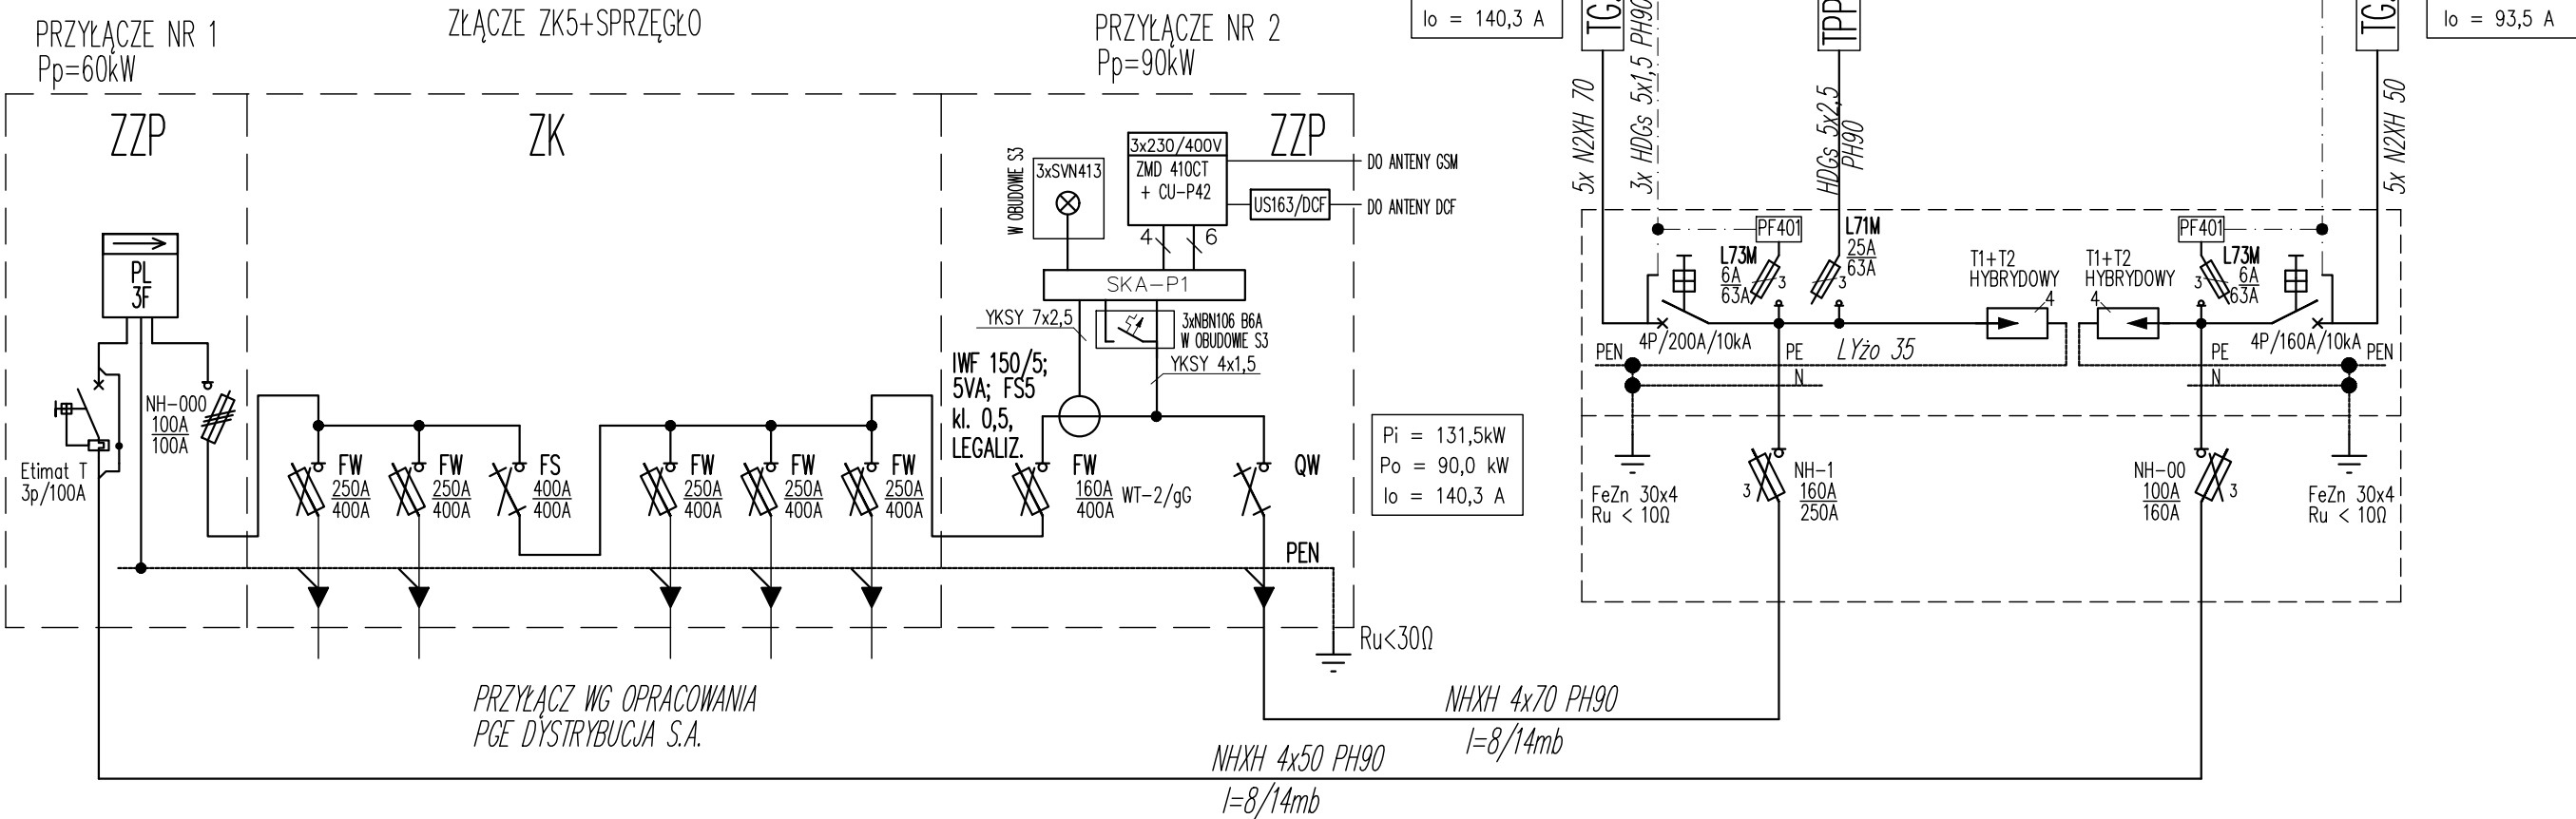 PRZYŁĄCZE NR 1
Pp=60kW
ZŁĄCZE ZK5+SPRZĘGŁO
PRZYŁĄCZE NR 2
Pp=90kW
Io = 140,3 A
Io = 93,5 A
ZZP
ZK
ZZP
PL
3F
Etimat T
3p/100A
NH-000
100A
100A
FW
250A
400A
FW
250A
400A
FS
400A
400A
FW
250A
400A
FW
250A
400A
FW
250A
400A
W OBUDOWIE S3
3xSVN413
3x230/400V
ZMD 410CT
+ CU-P42
US163/DCF
DO ANTENY GSM
DO ANTENY DCF
4
6
SKA-P1
YKSY 7x2,5
3xNBN106 B6A
W OBUDOWIE S3
YKSY 4x1,5
IWF 150/5;
5VA; FS5
kl. 0,5,
LEGALIZ.
FW
160A
400A
WT-2/gG
QW
PEN
Ru<30Ω
Pi = 131,5kW
Po = 90,0 kW
Io = 140,3 A
PRZYŁĄCZ WG OPRACOWANIA
PGE DYSTRYBUCJA S.A.
NHXH 4x70 PH90
l=8/14mb
NHXH 4x50 PH90
l=8/14mb
TPP
5x N2XH 70
3x HDGs 5x1,5 PH90
HDGs 5x2,5
PH90
5x N2XH 50
PF401
L73M
6A
63A
3
L71M
25A
63A
3
T1+T2
HYBRYDOWY
4
T1+T2
HYBRYDOWY
4
PF401
L73M
6A
63A
3
4P/200A/10kA
4P/160A/10kA
PEN
PE
LYżo 35
N
PE
N
PEN
FeZn 30x4
Ru < 10Ω
3
NH-1
160A
250A
NH-00
100A
160A
3
FeZn 30x4
Ru < 10Ω